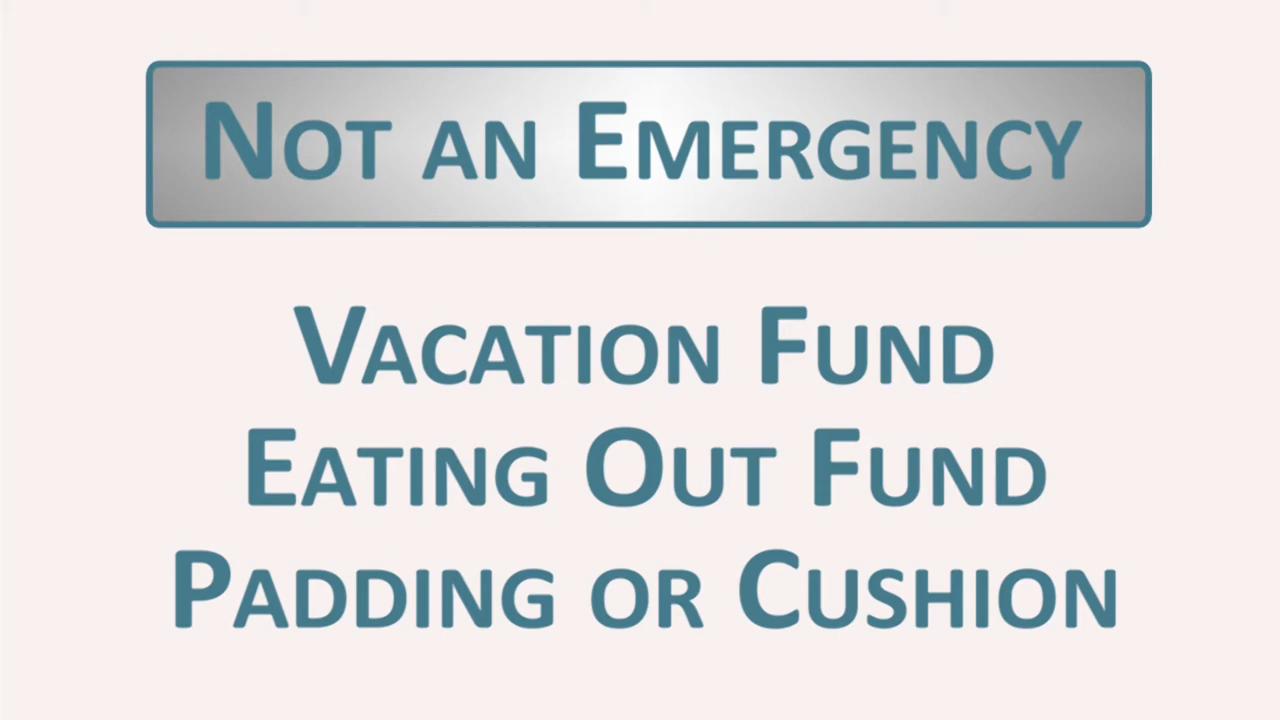 Not an Emergency
Vacation Fund
Eating Out Fund
Padding or Cushion